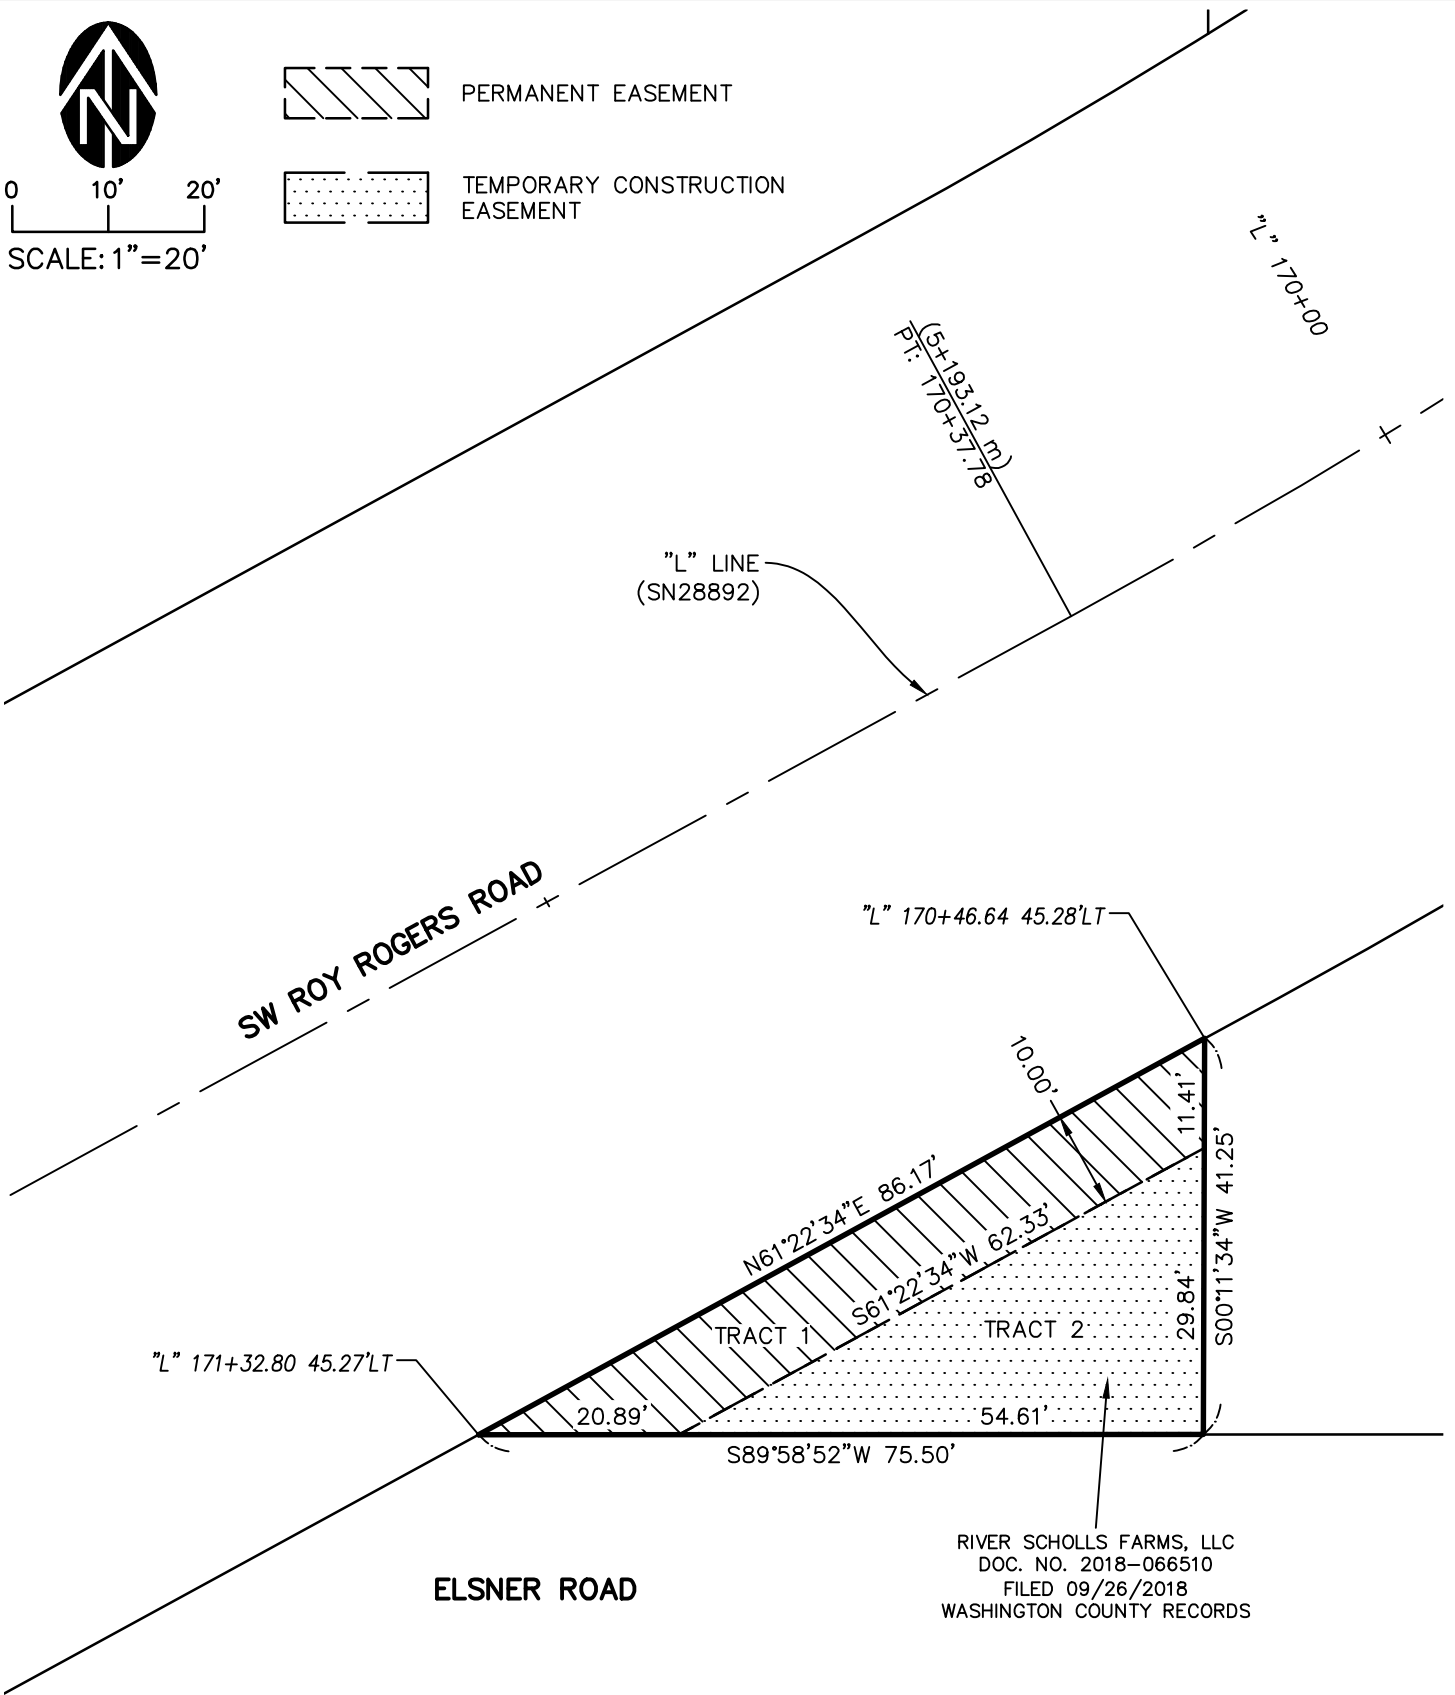 N
0 10' 20'
SCALE: 1"=20'
PERMANENT EASEMENT
TEMPORARY CONSTRUCTION
EASEMENT
"L" 170+00
(5+193.12 m)
PT: 170+37.78
"L" LINE
(SN28892)
SW ROY ROGERS ROAD
"L" 170+46.64 45.28'LT
10.00'
11.41'
N61°22'34"E 86.17'
S61°22'34"W 62.33'
S00°11'34"W 41.25'
29.84'
TRACT 1
TRACT 2
"L" 171+32.80 45.27'LT
20.89'
54.61'
S89°58'52"W 75.50'
RIVER SCHOLLS FARMS, LLC
DOC. NO. 2018-066510
FILED 09/26/2018
WASHINGTON COUNTY RECORDS
ELSNER ROAD